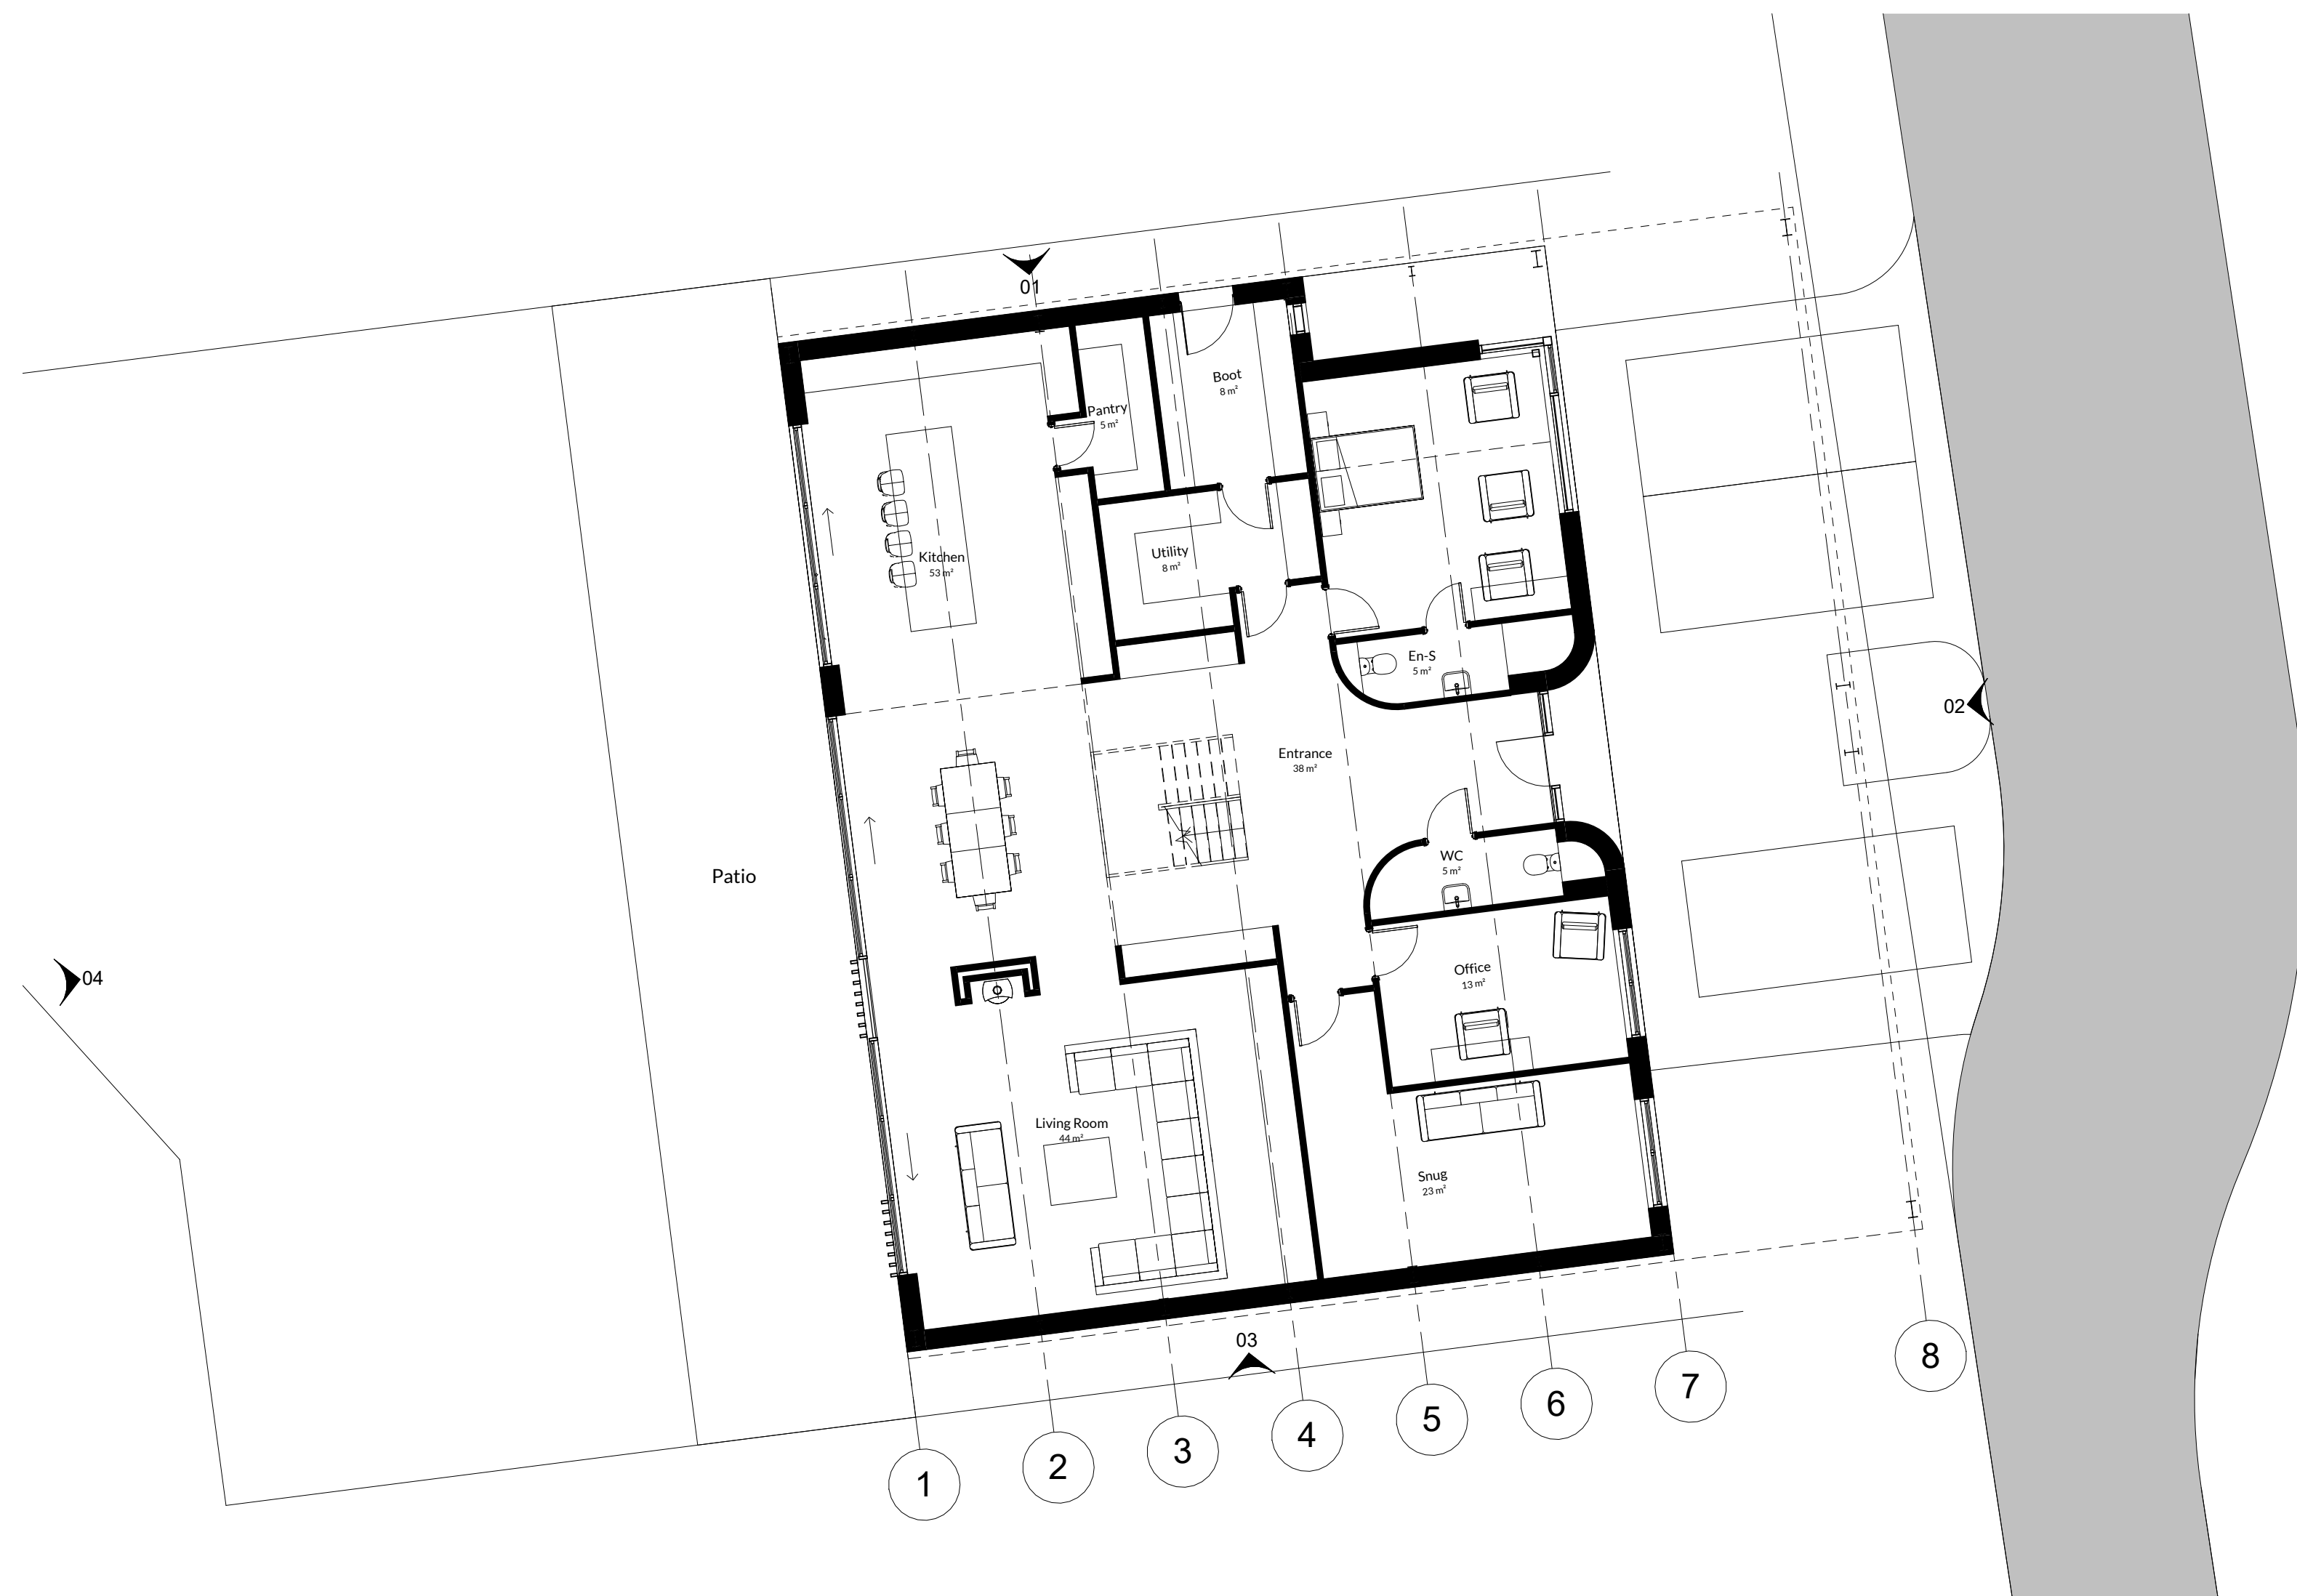 01
Boot
8 m²
Pantry
5 m²
Kitchen
53 m²
Utility
8 m²
En-S
5 m²
02
Entrance
38 m²
WC
5 m²
Patio
04
Office
13 m²
Living Room
44 m²
Snug
23 m²
03
1
2
3
4
5
6
7
8